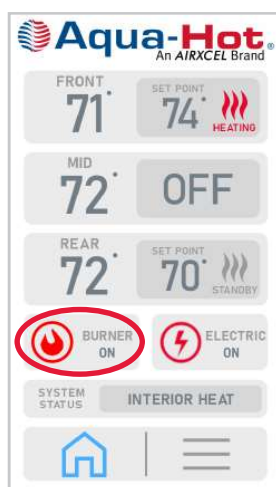 Aqua-Hot®
An AIRXCEL Brand
FRONT
71°
SET POINT
74°
HEATING
MID
72°
OFF
REAR
72°
SET POINT
70°
STANDBY
BURNER
ON
ELECTRIC
ON
SYSTEM
STATUS
INTERIOR HEAT